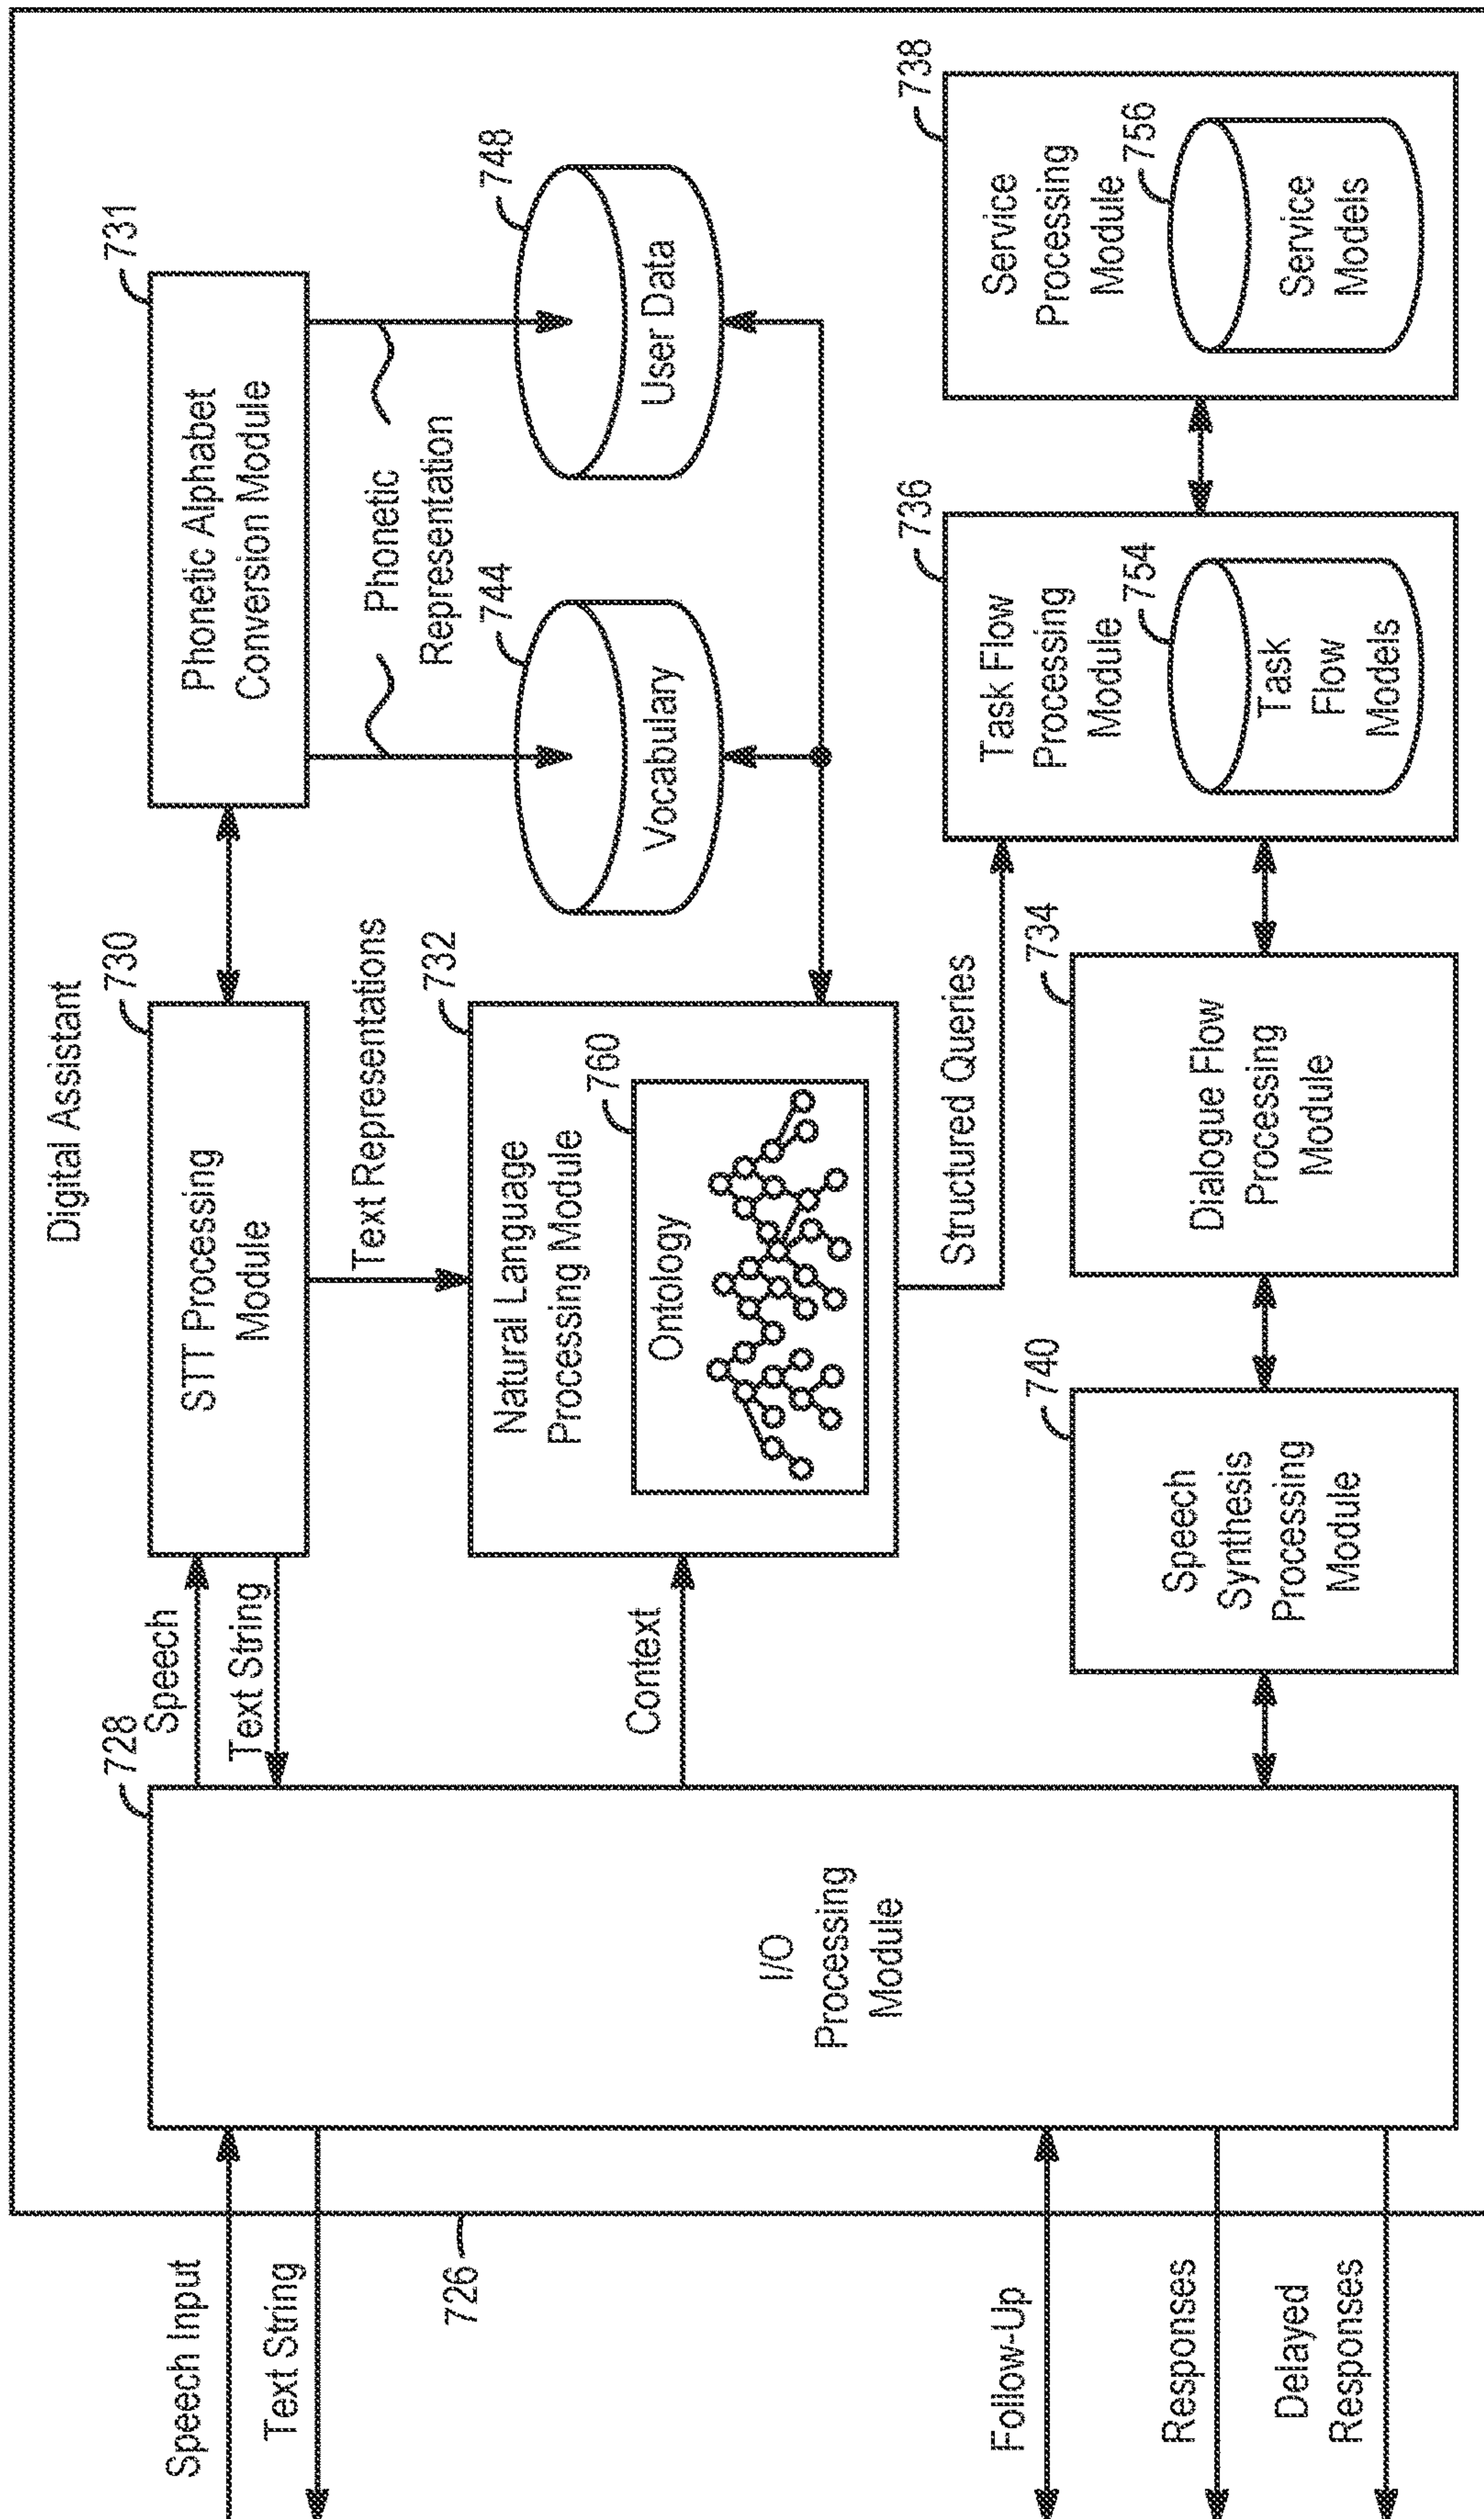 Digital Assistant
Speech Input
Text String
726
728
I/O
Processing
Module
Speech
Text String
Context
730
STT Processing
Module
Text Representations
731
Phonetic Alphabet
Conversion Module
Phonetic
Representation
744
Vocabulary
748
User Data
732
Natural Language
Processing Module
760
Ontology
Structured Queries
Follow-Up
Responses
Delayed
Responses
740
Speech
Synthesis
Processing
Module
734
Dialogue Flow
Processing
Module
736
Task Flow
Processing
Module
754
Task
Flow
Models
738
Service
Processing
Module
756
Service
Models